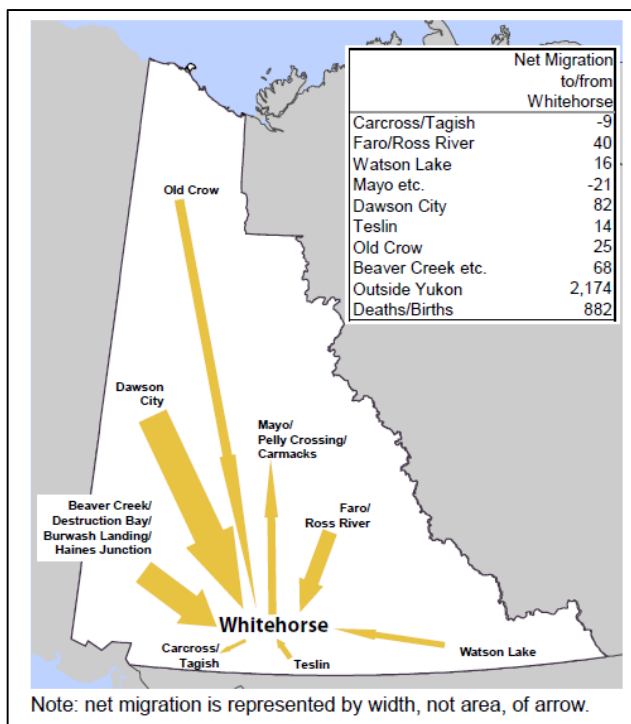 Net Migration
to/from
Whitehorse
Carcross/Tagish -9
Faro/Ross River 40
Watson Lake 16
Mayo etc. -21
Dawson City 82
Teslin 14
Old Crow 25
Beaver Creek etc. 68
Outside Yukon 2,174
Deaths/Births 882
Old Crow
Dawson
City
Mayo/
Pelly Crossing/
Carmacks
Beaver Creek/
Destruction Bay/
Burwash Landing/
Haines Junction
Faro/
Ross River
Whitehorse
Carcross/
Tagish
Teslin
Watson Lake
Note: net migration is represented by width, not area, of arrow.